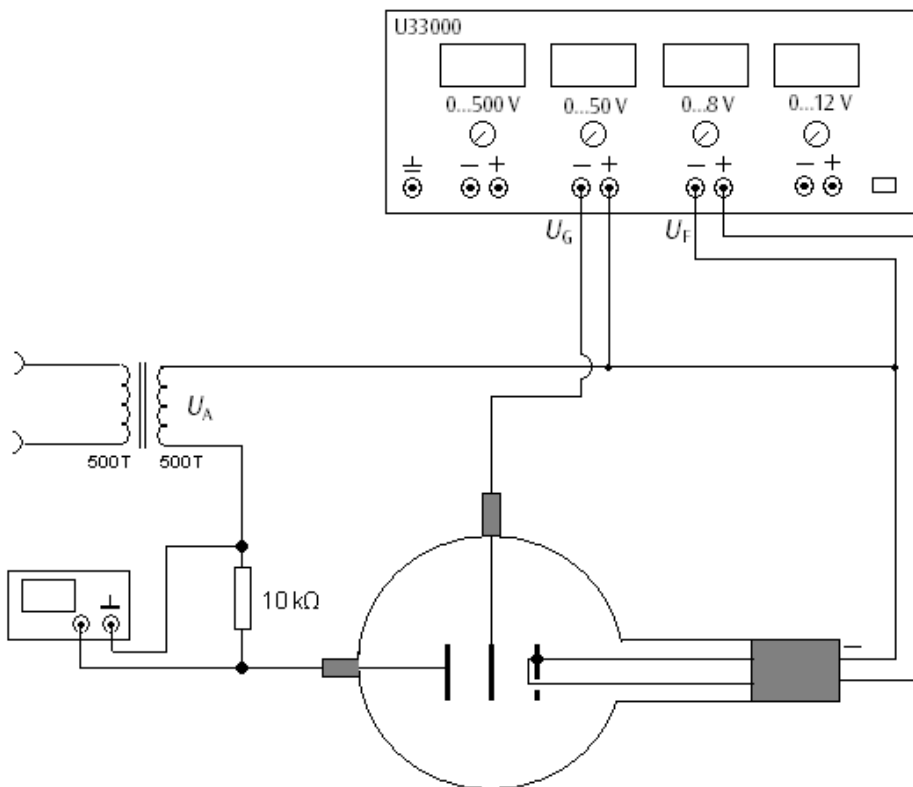 U33000
0...500 V 0...50 V 0...8 V 0...12 V
− + − + − + − +
U_G U_F
U_A
500T 500T
10 kΩ
−